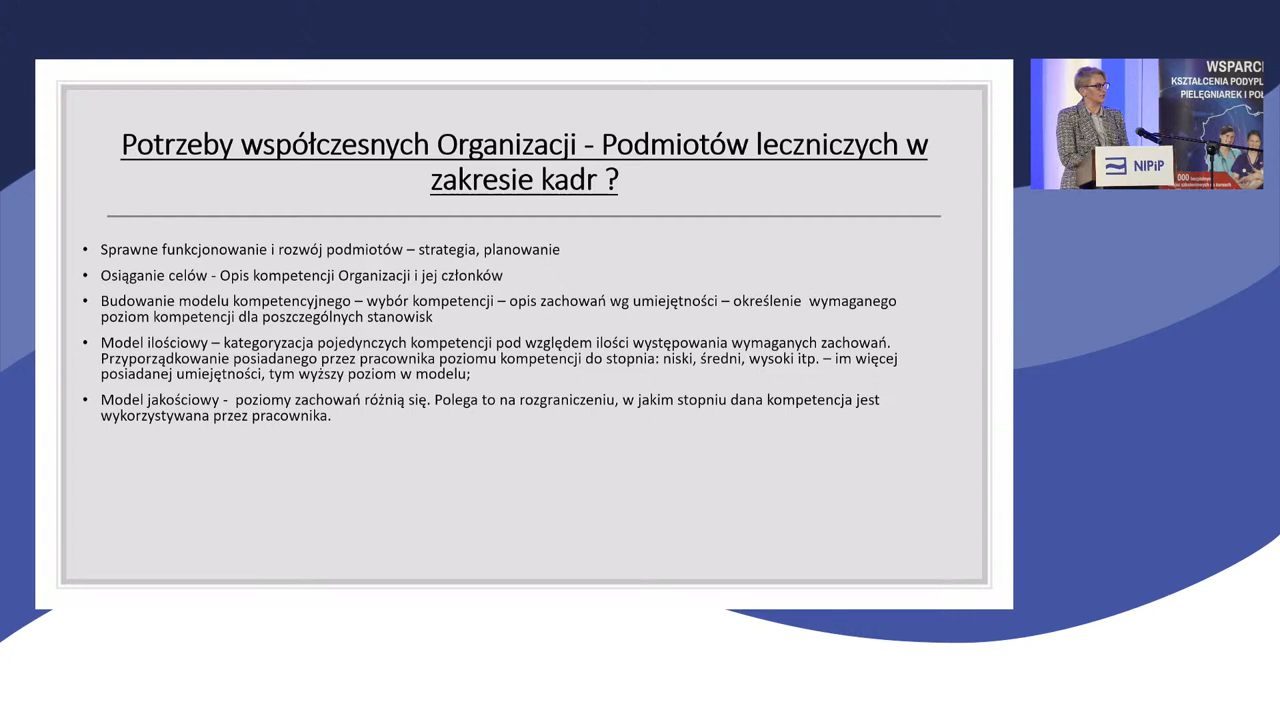 Potrzeby współczesnych Organizacji - Podmiotów leczniczych w
zakresie kadr ?
• Sprawne funkcjonowanie i rozwój podmiotów – strategia, planowanie
• Osiąganie celów - Opis kompetencji Organizacji i jej członków
• Budowanie modelu kompetencyjnego – wybór kompetencji – opis zachowań wg umiejętności – określenie wymaganego
poziom kompetencji dla poszczególnych stanowisk
• Model ilościowy – kategoryzacja pojedynczych kompetencji pod względem ilości występowania wymaganych zachowań.
Przyporządkowanie posiadanego przez pracownika poziomu kompetencji do stopnia: niski, średni, wysoki itp. – im więcej
posiadanej umiejętności, tym wyższy poziom w modelu;
• Model jakościowy - poziomy zachowań różnią się. Polega to na rozgraniczeniu, w jakim stopniu dana kompetencja jest
wykorzystywana przez pracownika.
WSPARCI
KSZTAŁCENIA PODYPL
PIELĘGNIAREK I POŁ
NIPiP
000